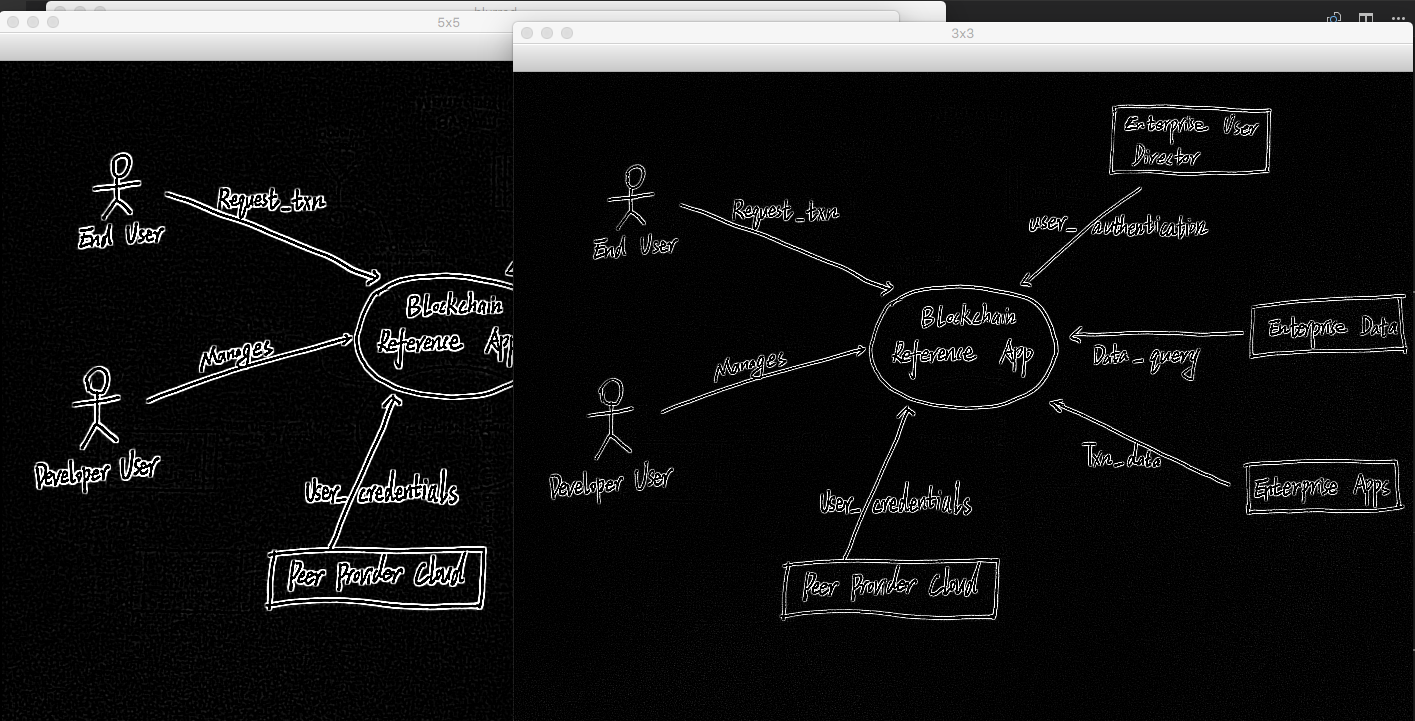 5x5
3x3
Request_txn
End User
Blockchain
Reference App
Manages
Developer User
User_credentials
Peer Provider Cloud
Enterprise User
Director
Request_txn
user_authentication
End User
Blockchain
Reference App
Enterprise Data
Data_query
Manages
Txn_data
Developer User
Enterprise Apps
User_credentials
Peer Provider Cloud